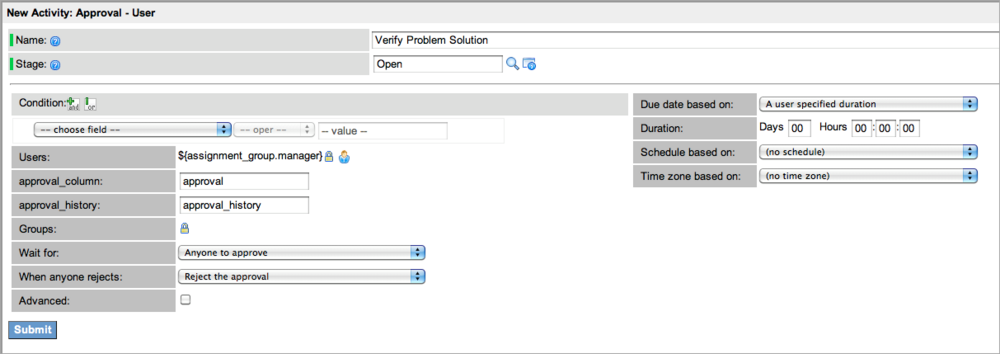 New Activity: Approval - User
Name:
Verify Problem Solution
Stage:
Open
Condition: and or
-- choose field -- -- oper -- -- value --
Users: ${assignment_group.manager}
approval_column: approval
approval_history: approval_history
Groups:
Wait for: Anyone to approve
When anyone rejects: Reject the approval
Advanced:
Due date based on: A user specified duration
Duration: Days 00 Hours 00 : 00 : 00
Schedule based on: (no schedule)
Time zone based on: (no time zone)
Submit